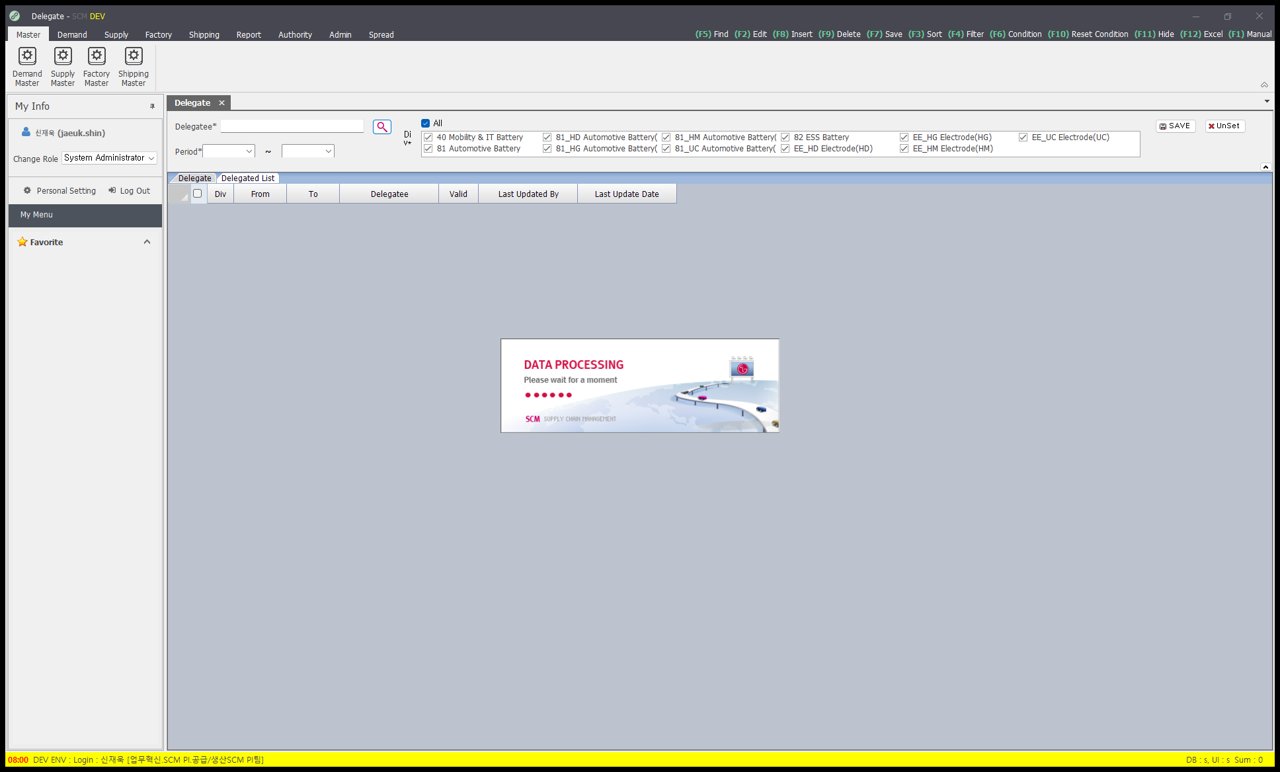 Delegate - SCM DEV
Master Demand Supply Factory Shipping Report Authority Admin Spread
(F5) Find (F2) Edit (F8) Insert (F9) Delete (F7) Save (F3) Sort (F4) Filter (F6) Condition (F10) Reset Condition (F11) Hide (F12) Excel (F1) Manual
Demand Master
Supply Master
Factory Master
Shipping Master
My Info
신재욱 (jaeuk.shin)
Change Role System Administrator
Personal Setting Log Out
My Menu
Favorite
Delegate
Delegatee*
Period* ~
Di
v*
All
40 Mobility & IT Battery 81_HD Automotive Battery( 81_HM Automotive Battery( 82 ESS Battery EE_HG Electrode(HG) EE_UC Electrode(UC)
81 Automotive Battery 81_HG Automotive Battery( 81_UC Automotive Battery( EE_HD Electrode(HD) EE_HM Electrode(HM)
SAVE UnSet
Delegate Delegated List
Div From To Delegatee Valid Last Updated By Last Update Date
DATA PROCESSING
Please wait for a moment
SCM SUPPLY CHAIN MANAGEMENT
08:00 DEV ENV : Login : 신재욱 [업무혁신.SCM PI.공급/생산SCM PI팀]
DB : s, UI : s Sum : 0